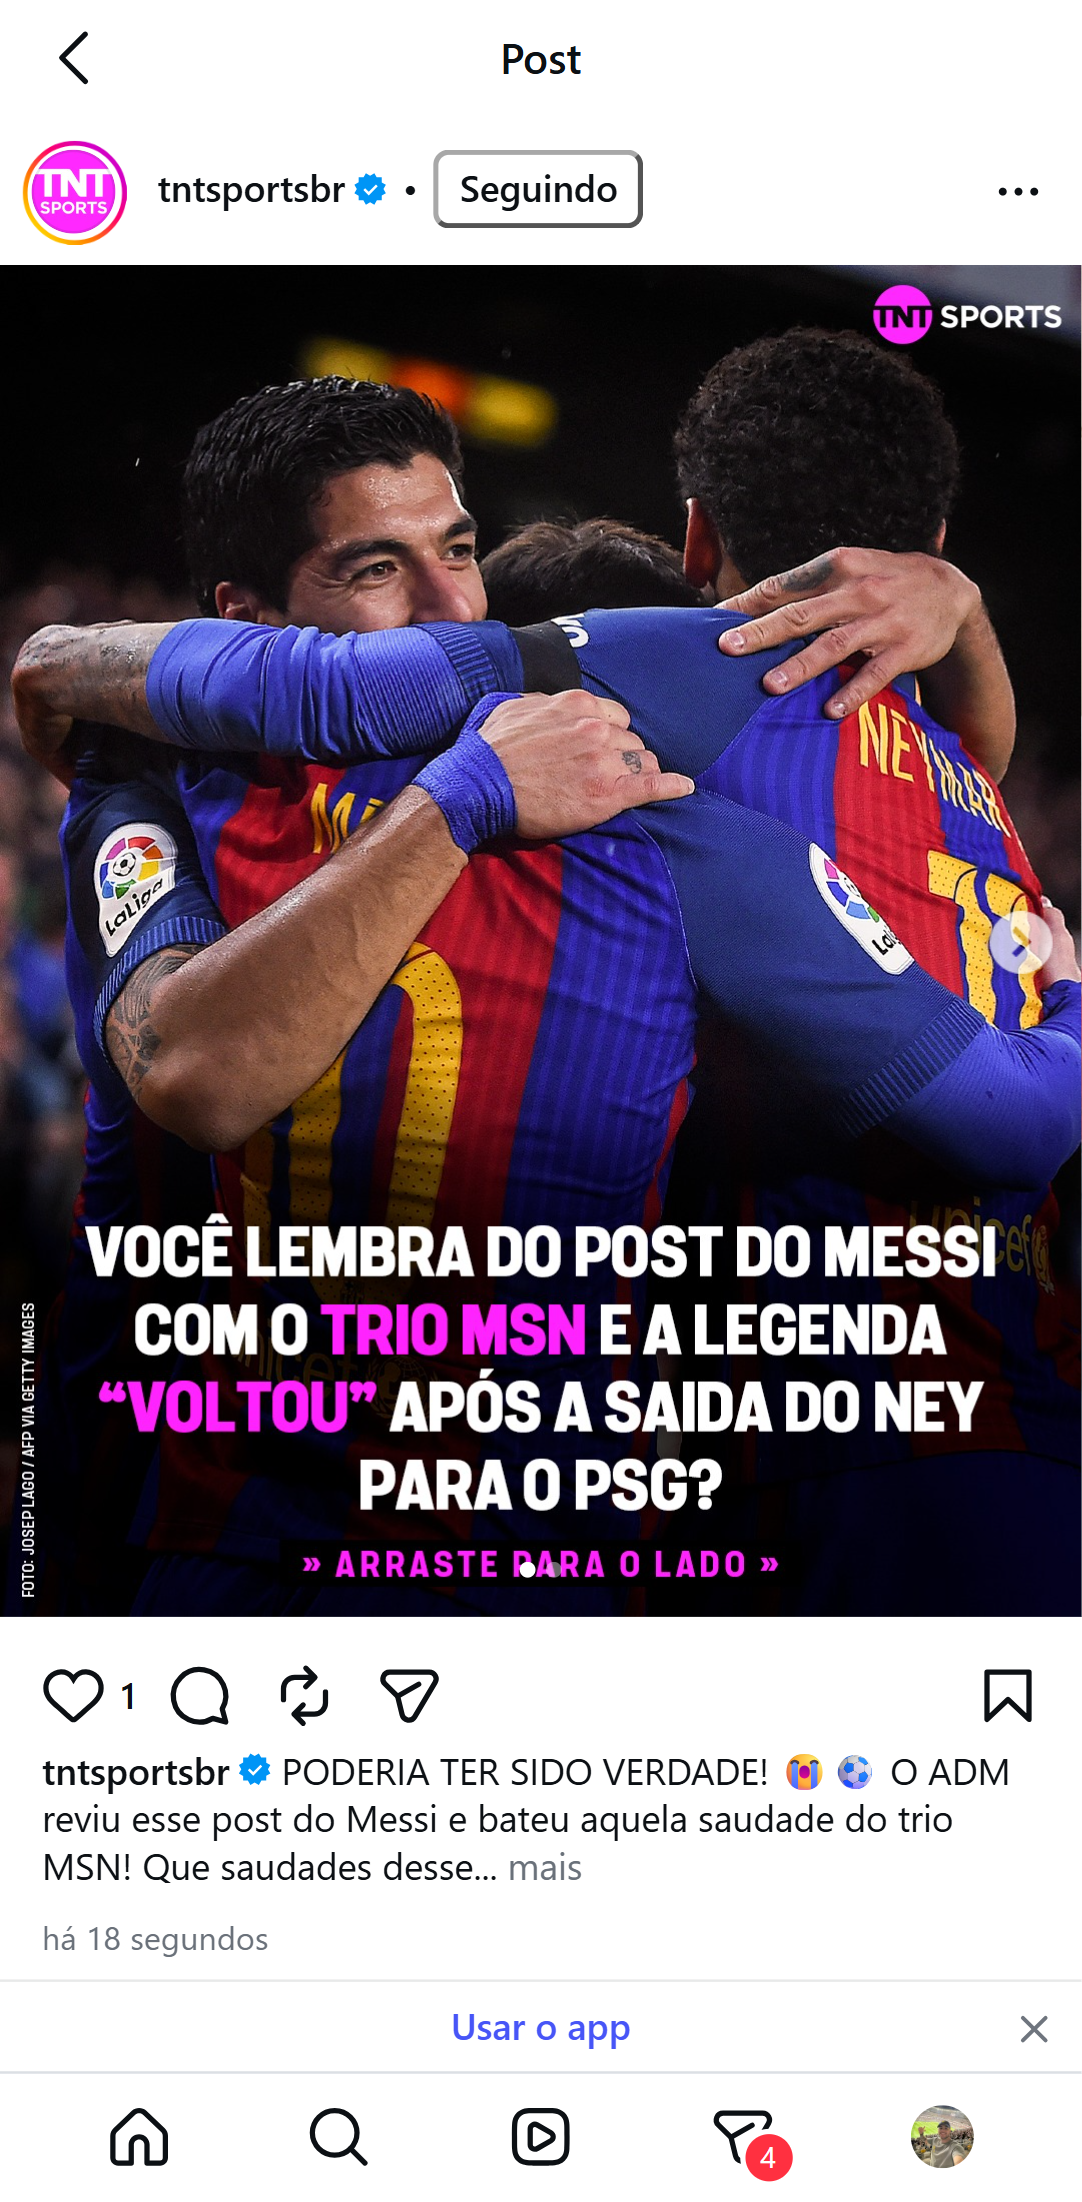 Post
TNT
SPORTS
tntsportsbr • Seguindo
TNT SPORTS
NEYMAR
LaLiga
VOCÊ LEMBRA DO POST DO MESSI
COM O TRIO MSN E A LEGENDA
“VOLTOU” APÓS A SAIDA DO NEY
PARA O PSG?
» ARRASTE PARA O LADO »
FOTO: JOSEP LAGO / AFP VIA GETTY IMAGES
unicef
unicef
1
tntsportsbr PODERIA TER SIDO VERDADE! 😭 ⚽ O ADM
reviu esse post do Messi e bateu aquela saudade do trio
MSN! Que saudades desse... mais
há 18 segundos
Usar o app
4